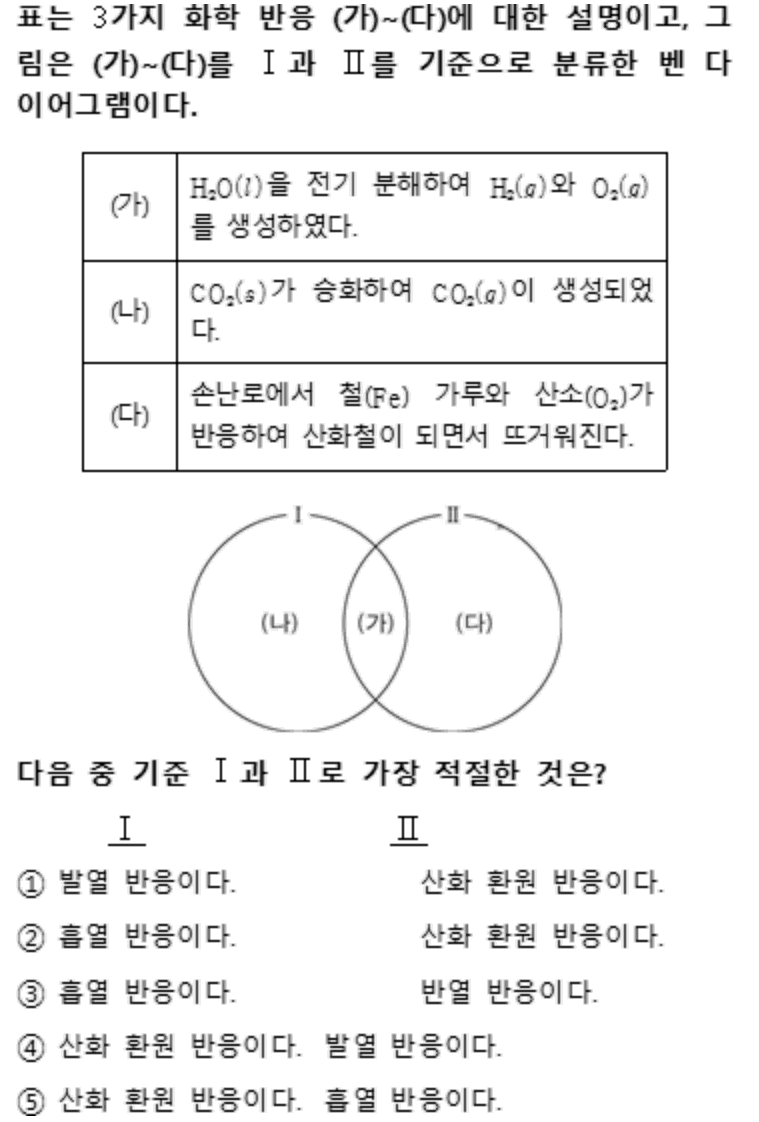 표는 3가지 화학 반응 (가)~(다)에 대한 설명이고, 그
림은 (가)~(다)를 Ⅰ과 Ⅱ를 기준으로 분류한 벤 다
이어그램이다.
(가) H₂O(l)을 전기 분해하여 H₂(g)와 O₂(g)
를 생성하였다.
(나) CO₂(s)가 승화하여 CO₂(g)이 생성되었
다.
(다) 손난로에서 철(Fe) 가루와 산소(O₂)가
반응하여 산화철이 되면서 뜨거워진다.
Ⅰ Ⅱ
(나) (가) (다)
다음 중 기준 Ⅰ과 Ⅱ로 가장 적절한 것은?
Ⅰ Ⅱ
① 발열 반응이다. 산화 환원 반응이다.
② 흡열 반응이다. 산화 환원 반응이다.
③ 흡열 반응이다. 반열 반응이다.
④ 산화 환원 반응이다. 발열 반응이다.
⑤ 산화 환원 반응이다. 흡열 반응이다.